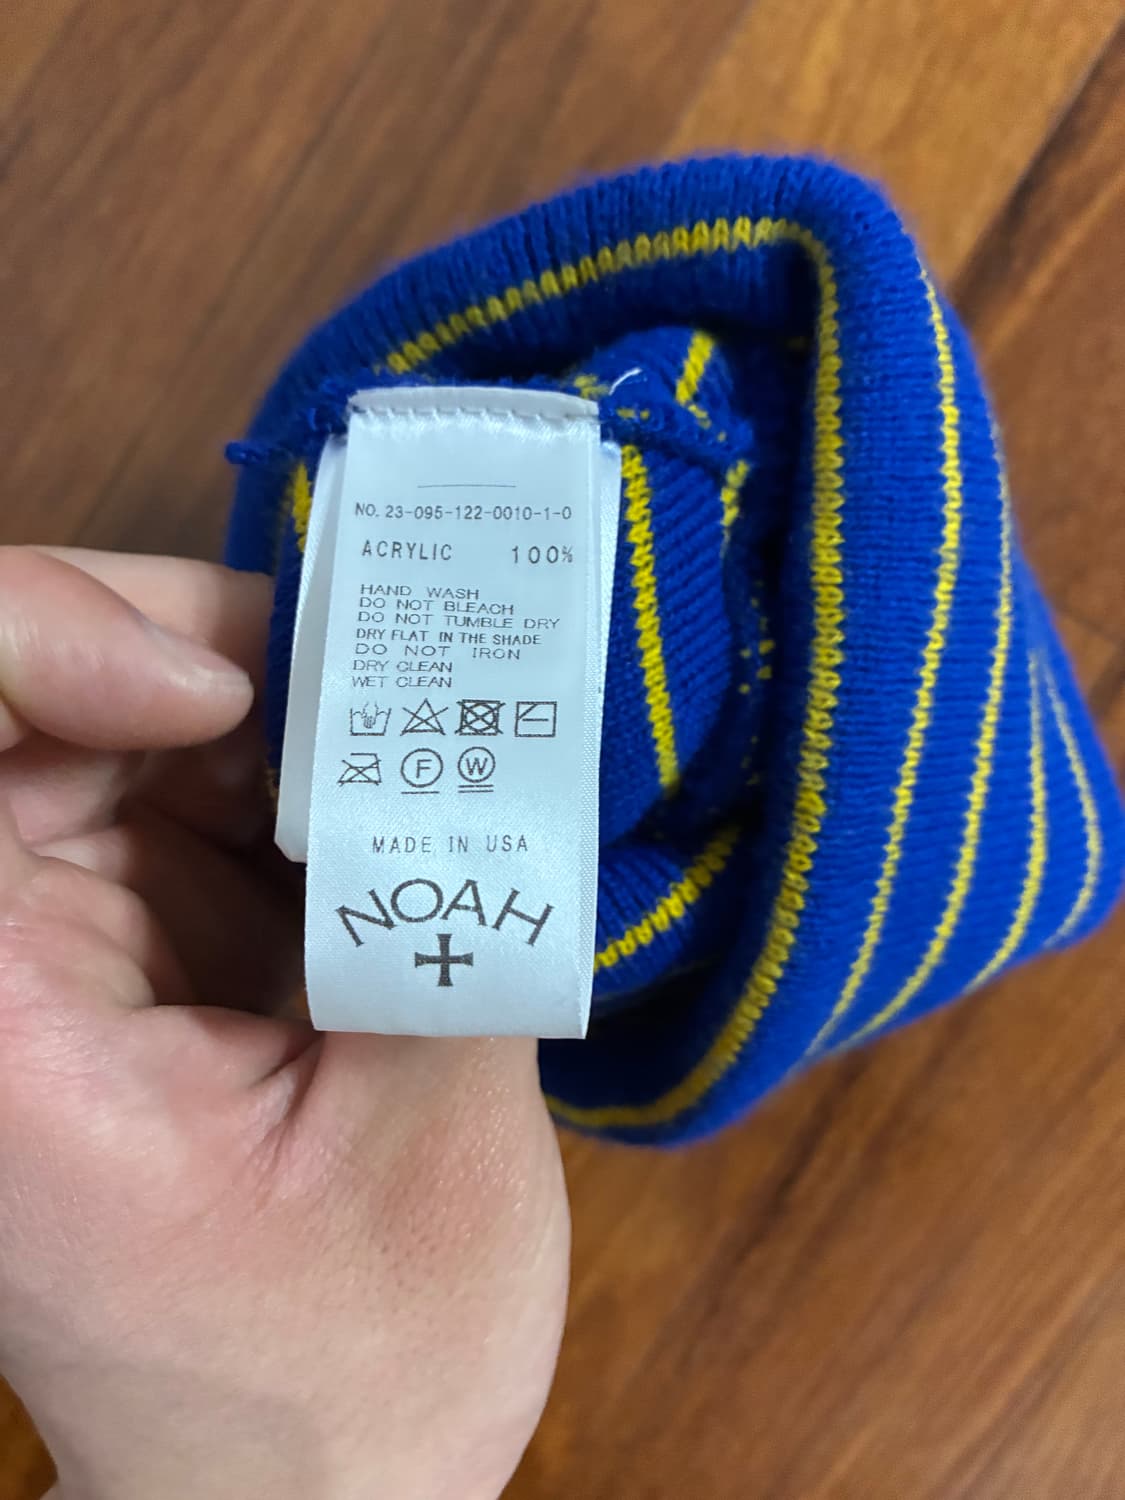 NO. 23-095-122-0010-1-0
ACRYLIC 100%
HAND WASH
DO NOT BLEACH
DO NOT TUMBLE DRY
DRY FLAT IN THE SHADE
DO NOT IRON
DRY CLEAN
WET CLEAN
F W
MADE IN USA
NOAH